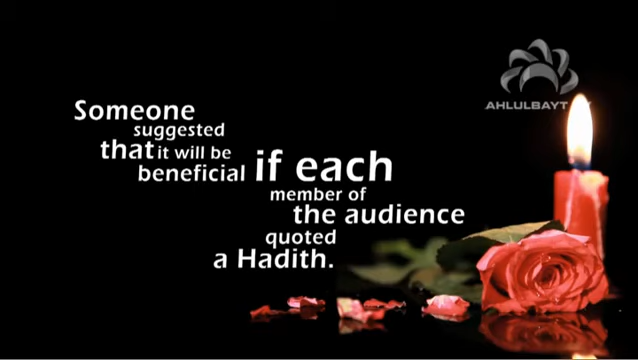 AHLULBAYT
Someone
suggested
that it will be
beneficial if each
member of
the audience
quoted
a Hadith.